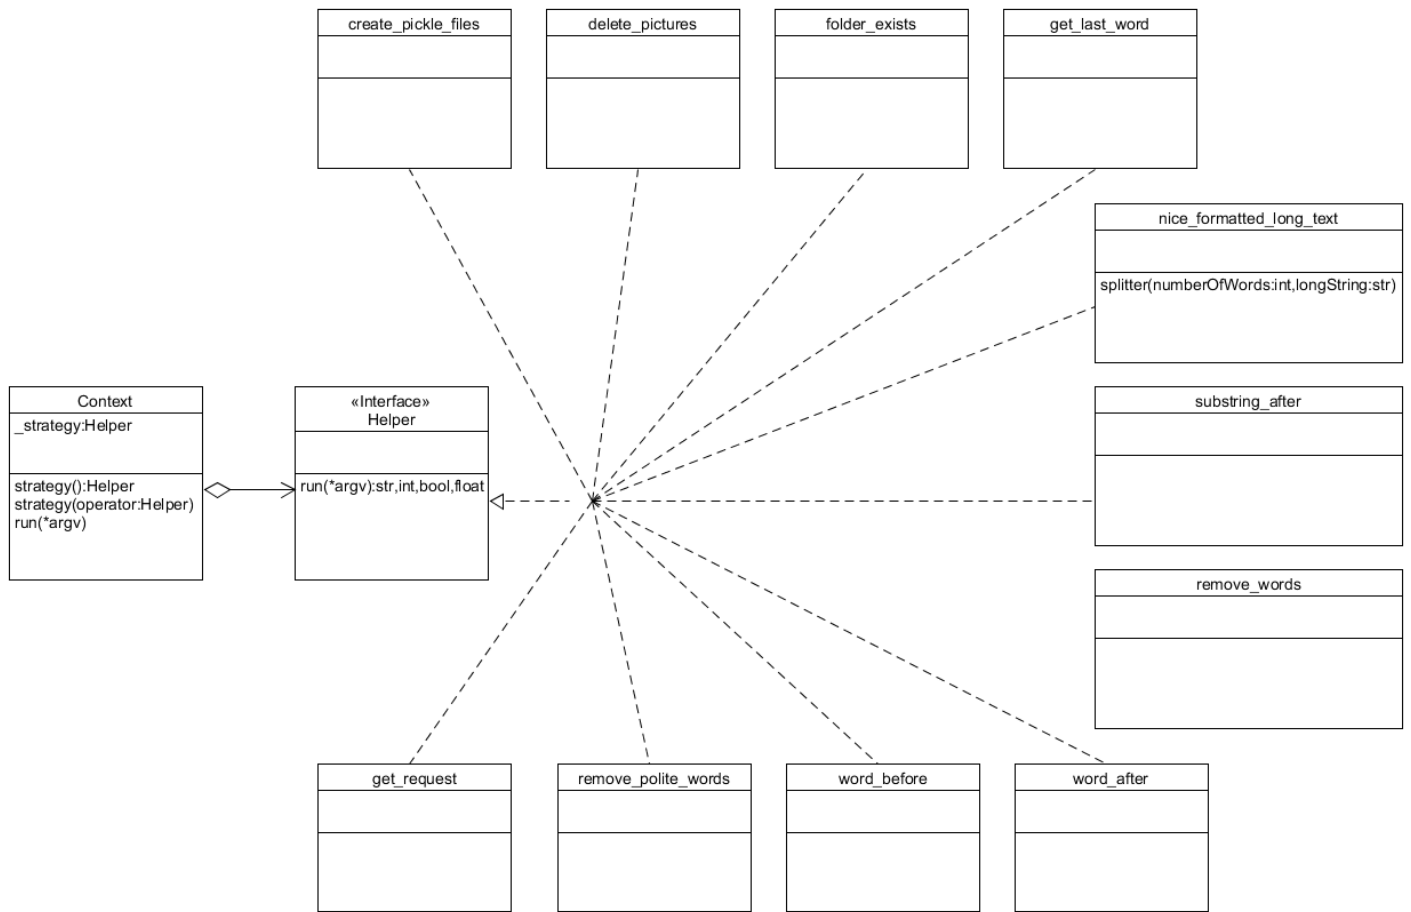 create_pickle_files
delete_pictures
folder_exists
get_last_word
nice_formatted_long_text
splitter(numberOfWords:int,longString:str)
Context
_strategy:Helper
strategy():Helper
strategy(operator:Helper)
run(*argv)
«Interface»
Helper
run(*argv):str,int,bool,float
substring_after
remove_words
get_request
remove_polite_words
word_before
word_after